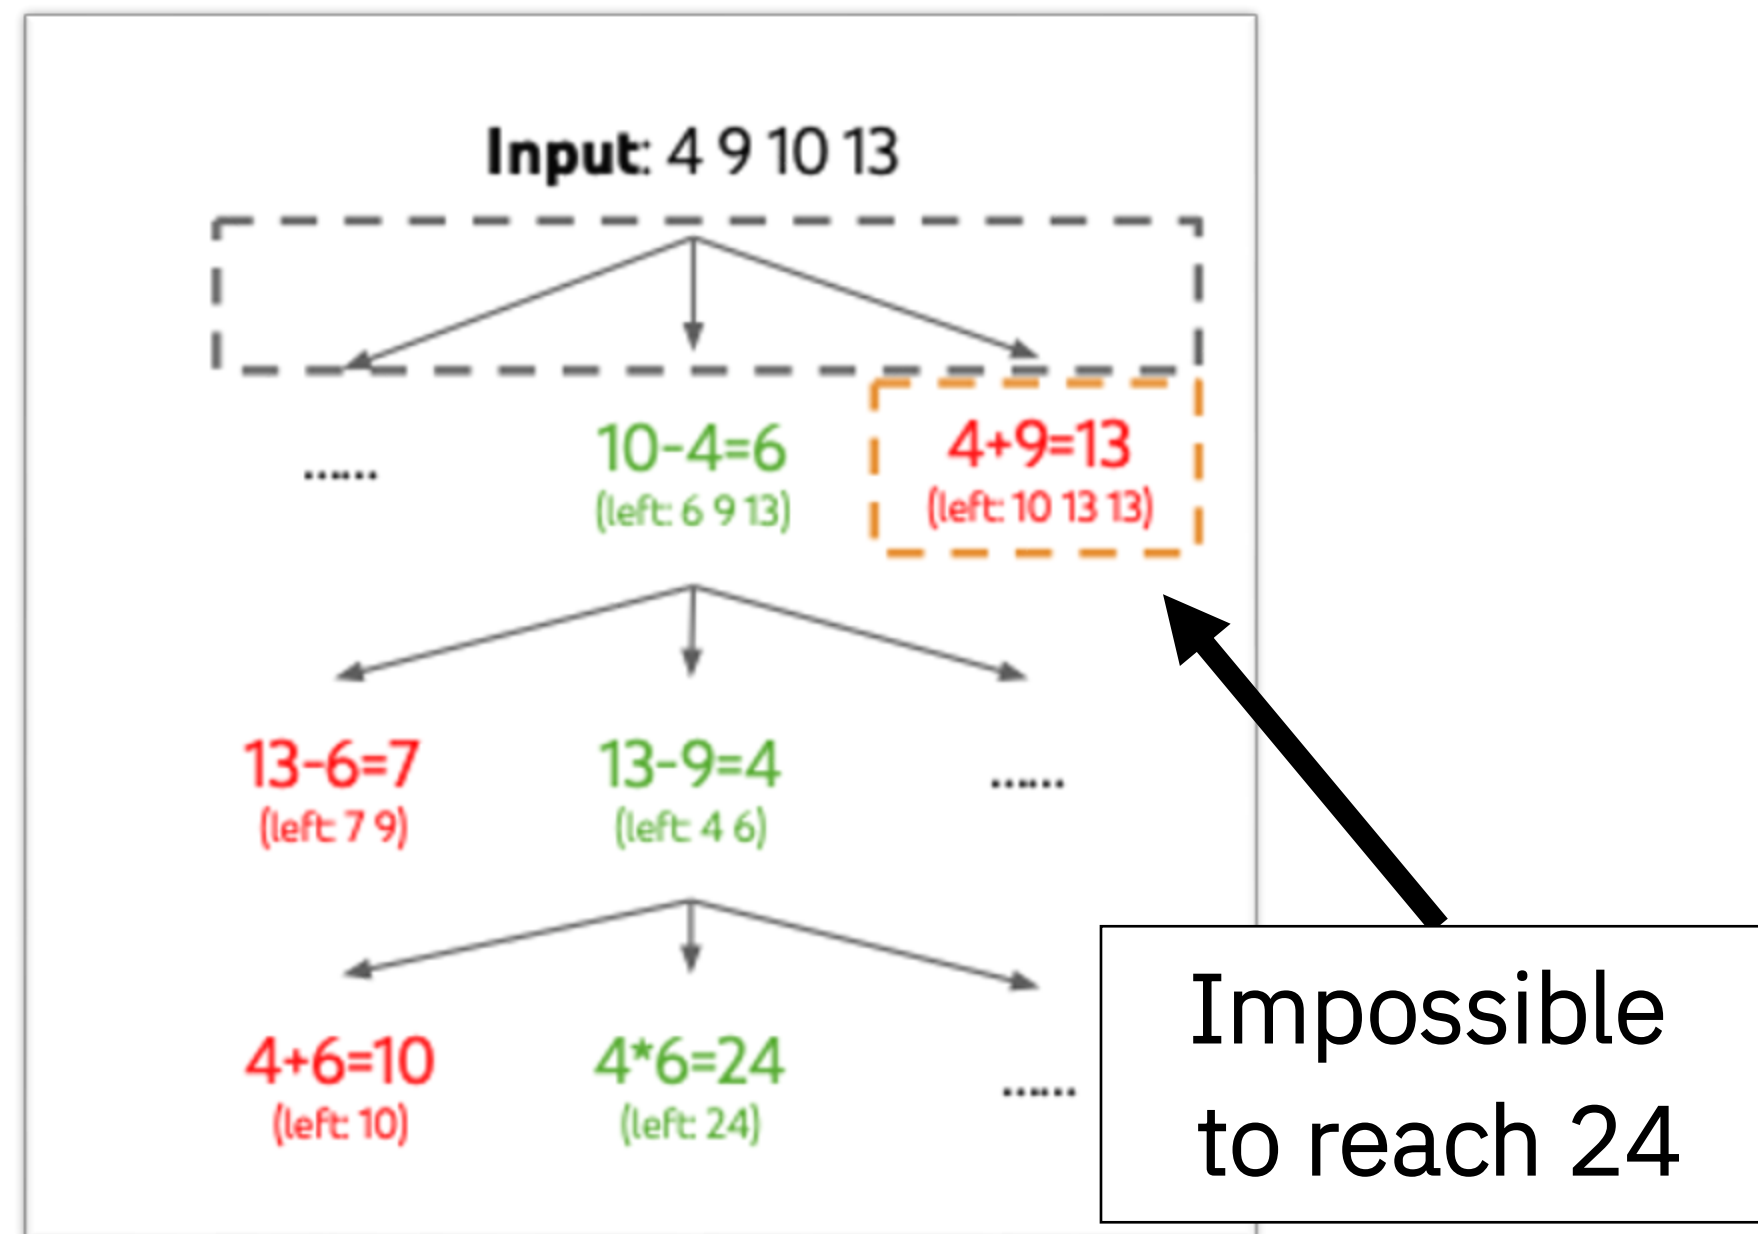 Input: 4 9 10 13
......
10-4=6
(left: 6 9 13)
4+9=13
(left: 10 13 13)
13-6=7
(left: 7 9)
13-9=4
(left: 4 6)
......
4+6=10
(left: 10)
4*6=24
(left: 24)
......
Impossible
to reach 24